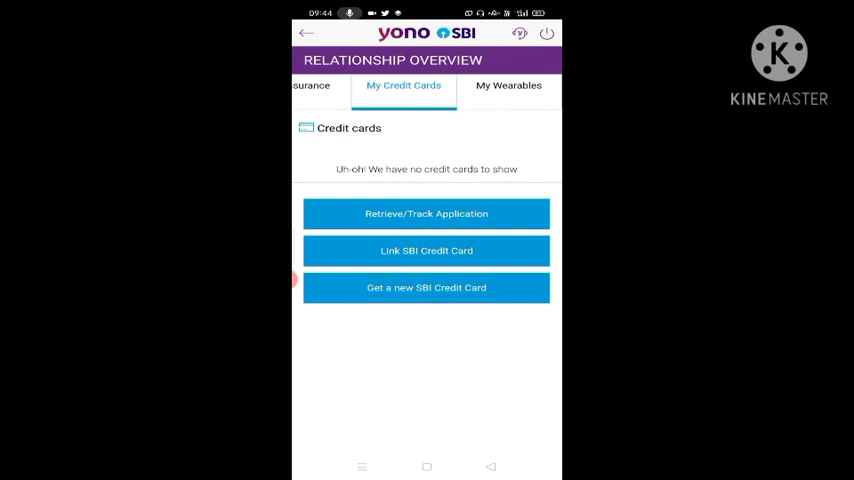 09:44
yono SBI
RELATIONSHIP OVERVIEW
surance
My Credit Cards
My Wearables
Credit cards
Uh-oh! We have no credit cards to show
Retrieve/Track Application
Link SBI Credit Card
Get a new SBI Credit Card
K
KINEMASTER